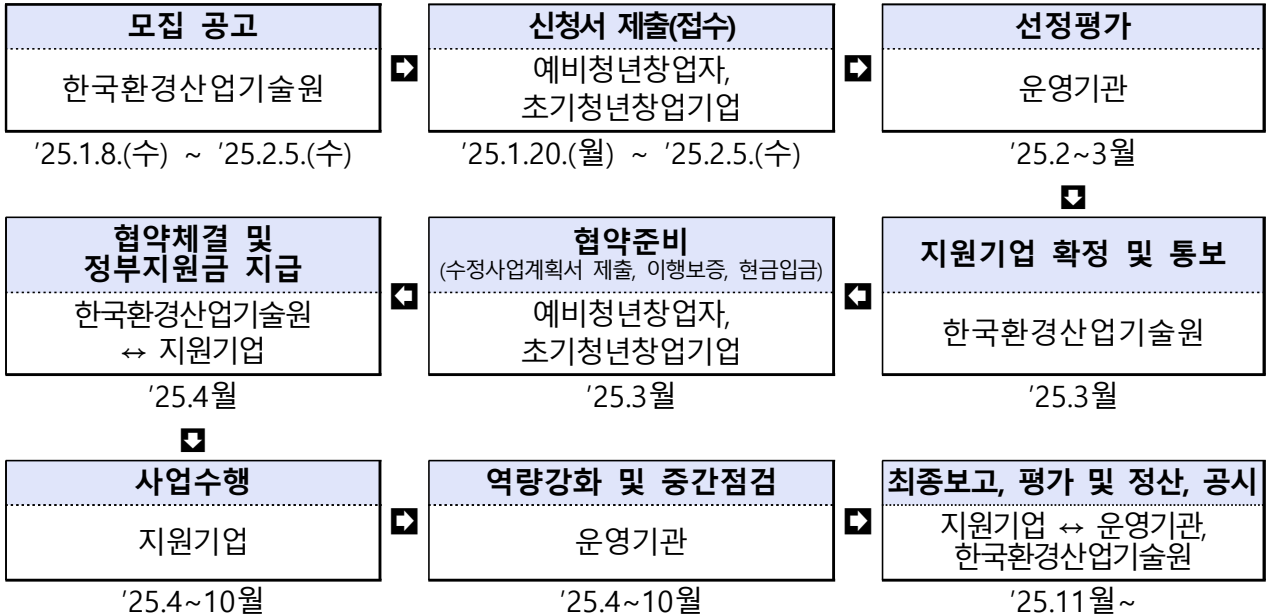 모집 공고
한국환경산업기술원
'25.1.8.(수) ~ '25.2.5.(수)
신청서 제출(접수)
예비청년창업자,
초기청년창업기업
'25.1.20.(월) ~ '25.2.5.(수)
선정평가
운영기관
'25.2~3월
지원기업 확정 및 통보
한국환경산업기술원
'25.3월
협약준비
(수정사업계획서 제출, 이행보증, 현금입금)
예비청년창업자,
초기청년창업기업
'25.3월
협약체결 및
정부지원금 지급
한국환경산업기술원
↔ 지원기업
'25.4월
사업수행
지원기업
'25.4~10월
역량강화 및 중간점검
운영기관
'25.4~10월
최종보고, 평가 및 정산, 공시
지원기업 ↔ 운영기관,
한국환경산업기술원
'25.11월~